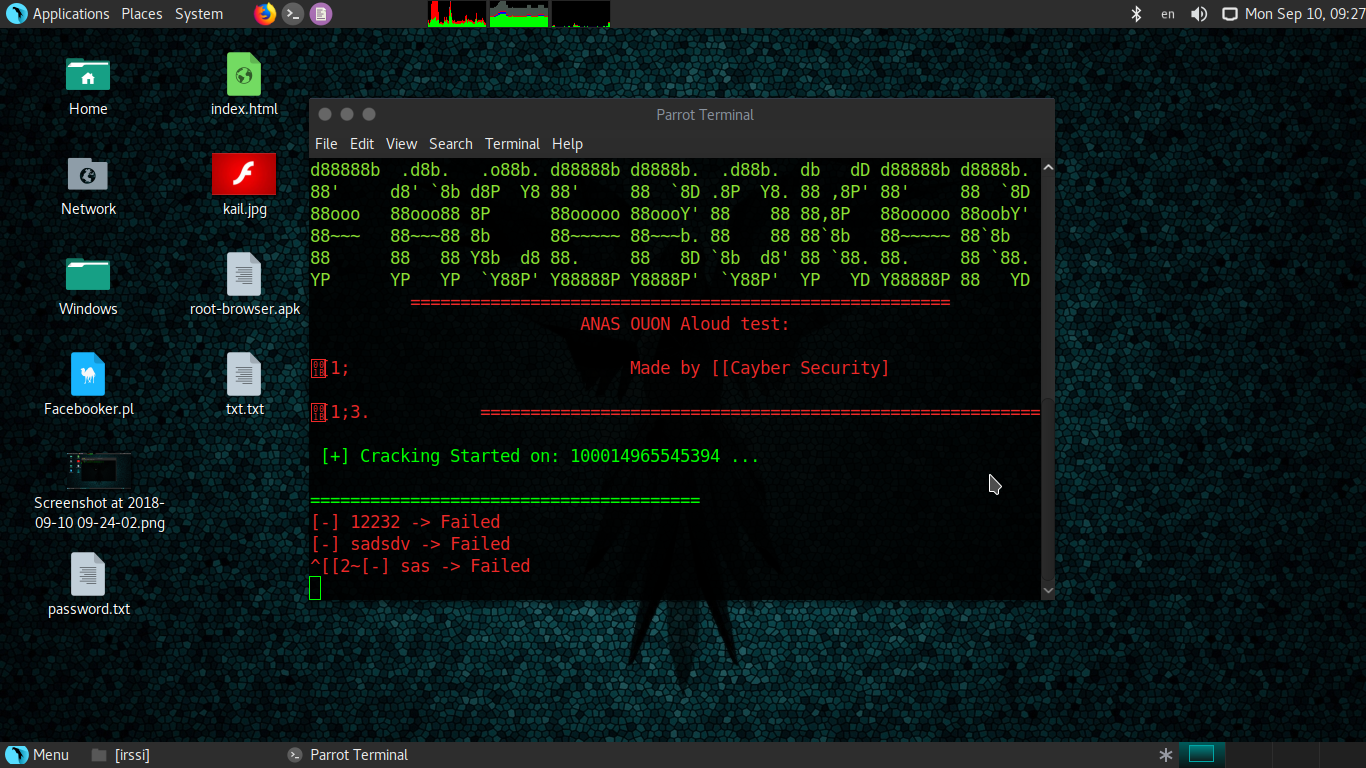 Applications Places System
en Mon Sep 10, 09:27
Home
index.html
Network
kail.jpg
Windows
root-browser.apk
Facebooker.pl
txt.txt
Screenshot at 2018-
09-10 09-24-02.png
password.txt
Parrot Terminal
File Edit View Search Terminal Help
d88888b  .d8b.   .o88b. d88888b d8888b.  .d88b.  db   dD d88888b d8888b.
88'     d8' `8b d8P  Y8 88'     88  `8D .8P  Y8. 88 ,8P' 88'     88  `8D
88ooo   88ooo88 8P      88ooooo 88oooY' 88    88 88,8P   88ooooo 88oobY'
88~~~   88~~~88 8b      88~~~~~ 88~~~b. 88    88 88`8b   88~~~~~ 88`8b
88      88   88 Y8b  d8 88.     88   8D `8b  d8' 88 `88. 88.     88 `88.
YP      YP   YP  `Y88P' Y88888P Y8888P'  `Y88P'  YP   YD Y88888P 88   YD
======================================================
ANAS OUON Aloud test:
[1; Made by [[Cayber Security]
[1;3. ========================================================
[+] Cracking Started on: 100014965545394 ...
=======================================
[-] 12232 -> Failed
[-] sadsdv -> Failed
^[[2~[-] sas -> Failed
Menu [irssi] Parrot Terminal